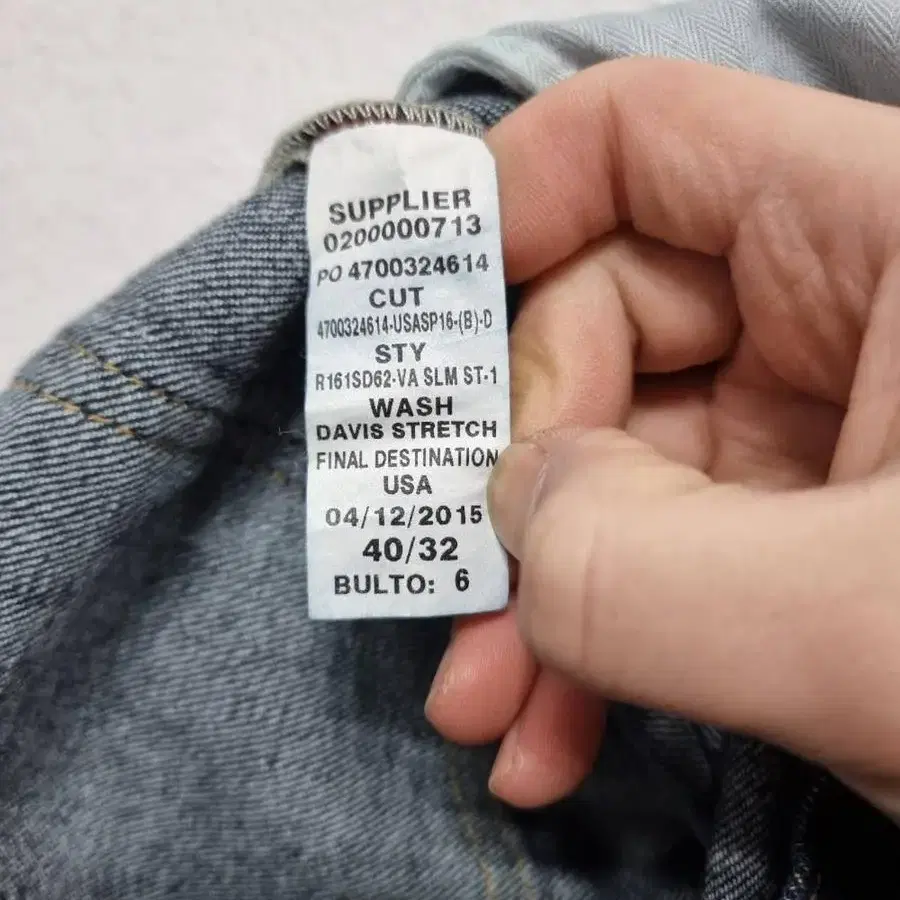 SUPPLIER
0200000713
PO 4700324614
CUT
4700324614-USASP16-(B)-D
STY
R161SD62-VA SLM ST-1
WASH
DAVIS STRETCH
FINAL DESTINATION
USA
04/12/2015
40/32
BULTO: 6